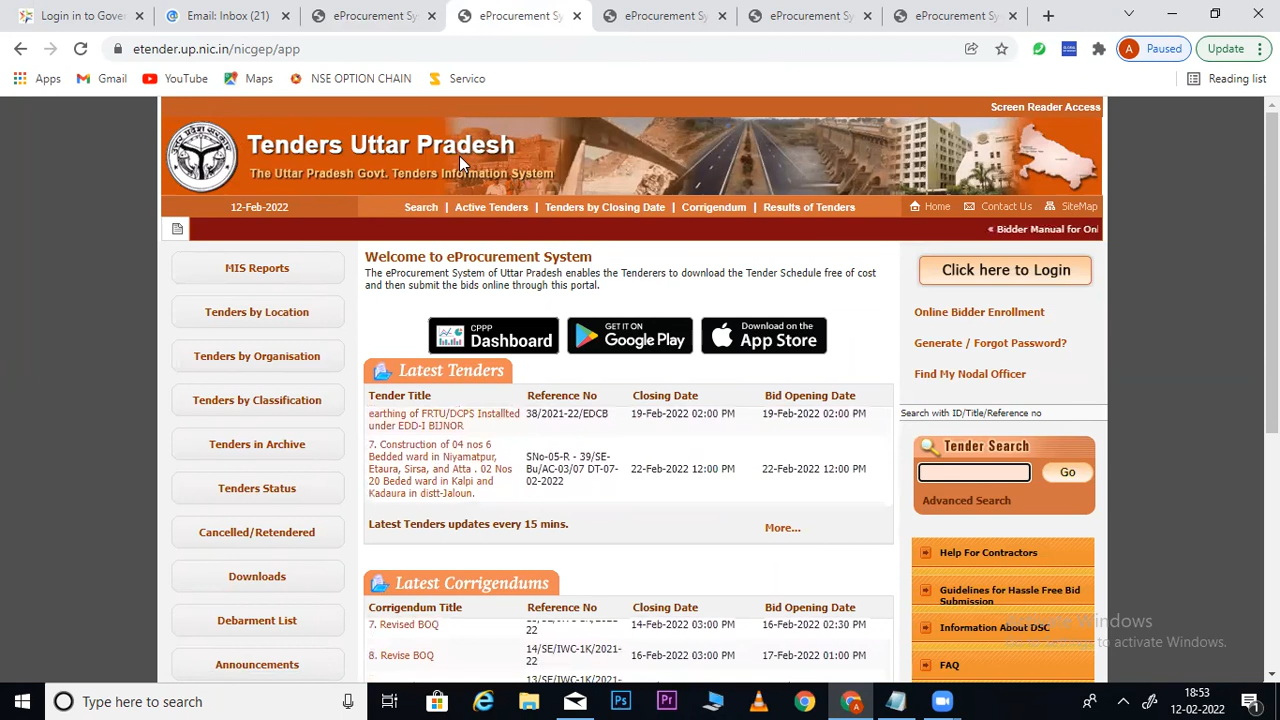 Login in to Gover
Email: Inbox (21)
eProcurement Sy
eProcurement Sy
eProcurement Sy
eProcurement Sy
eProcurement Sy
etender.up.nic.in/nicgep/app
A Paused
Update
Apps
Gmail
YouTube
Maps
NSE OPTION CHAIN
Servico
Reading list
Screen Reader Access
Tenders Uttar Pradesh
The Uttar Pradesh Govt. Tenders Information System
12-Feb-2022
Search | Active Tenders | Tenders by Closing Date | Corrigendum | Results of Tenders
Home
Contact Us
SiteMap
« Bidder Manual for Onl
MIS Reports
Tenders by Location
Tenders by Organisation
Tenders by Classification
Tenders in Archive
Tenders Status
Cancelled/Retendered
Downloads
Debarment List
Announcements
Welcome to eProcurement System
The eProcurement System of Uttar Pradesh enables the Tenderers to download the Tender Schedule free of cost
and then submit the bids online through this portal.
CPPP
Dashboard
GET IT ON
Google Play
Download on the
App Store
Latest Tenders
Tender Title Reference No Closing Date Bid Opening Date
earthing of FRTU/DCPS Installted
under EDD-I BIJNOR
38/2021-22/EDCB
19-Feb-2022 02:00 PM
19-Feb-2022 02:00 PM
7. Construction of 04 nos 6
Bedded ward in Niyamatpur,
Etaura, Sirsa, and Atta . 02 Nos
20 Beded ward in Kalpi and
Kadaura in distt-Jaloun.
SNo-05-R - 39/SE-
Bu/AC-03/07 DT-07-
02-2022
22-Feb-2022 12:00 PM
22-Feb-2022 12:00 PM
Latest Tenders updates every 15 mins.
More...
Latest Corrigendums
Corrigendum Title Reference No Closing Date Bid Opening Date
7. Revised BOQ
22
14-Feb-2022 03:00 PM
16-Feb-2022 02:30 PM
8. Revise BOQ
14/SE/IWC-1K/2021-
22
16-Feb-2022 03:00 PM
17-Feb-2022 01:00 PM
Click here to Login
Online Bidder Enrollment
Generate / Forgot Password?
Find My Nodal Officer
Search with ID/Title/Reference no
Tender Search
Go
Advanced Search
Help For Contractors
Guidelines for Hassle Free Bid
Submission
Information About DSC
FAQ
Windows
to activate Windows.
Type here to search
Ps
Pr
A
18:53
12-02-2022
1